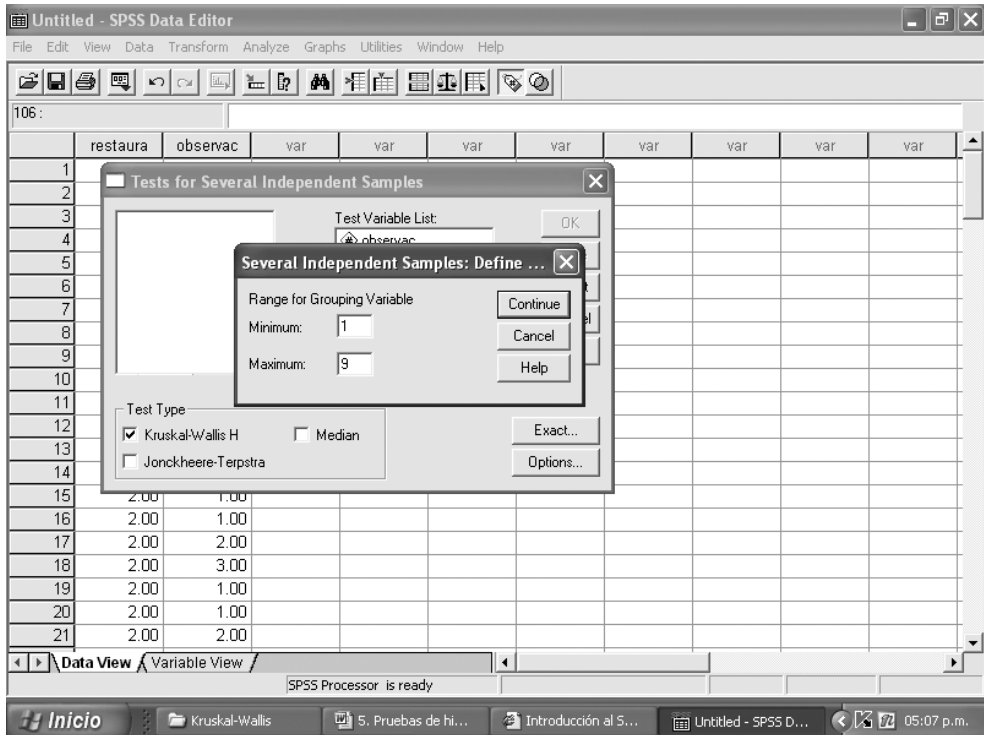 Untitled - SPSS Data Editor
File Edit View Data Transform Analyze Graphs Utilities Window Help
106 :
restaura observac var var var var var var var var
1
2
3
4
5
6
7
8
9
10
11
12
13
14
15 2.00 1.00
16 2.00 1.00
17 2.00 2.00
18 2.00 3.00
19 2.00 1.00
20 2.00 1.00
21 2.00 2.00
Tests for Several Independent Samples
Test Variable List:
observac
OK
Several Independent Samples: Define ...
Range for Grouping Variable
Minimum: 1
Maximum: 9
Continue
Cancel
Help
Test Type
Kruskal-Wallis H Median
Jonckheere-Terpstra
Exact...
Options...
Data View Variable View
SPSS Processor is ready
Inicio Kruskal-Wallis 5. Pruebas de hi... Introducción al S... Untitled - SPSS D... 05:07 p.m.